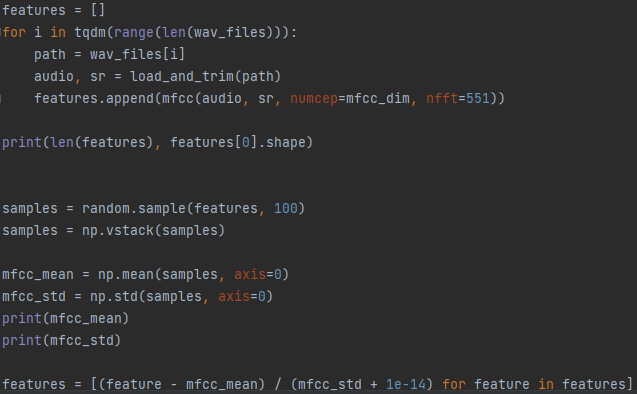 features = []
for i in tqdm(range(len(wav_files))):
    path = wav_files[i]
    audio, sr = load_and_trim(path)
    features.append(mfcc(audio, sr, numcep=mfcc_dim, nfft=551))
print(len(features), features[0].shape)
samples = random.sample(features, 100)
samples = np.vstack(samples)
mfcc_mean = np.mean(samples, axis=0)
mfcc_std = np.std(samples, axis=0)
print(mfcc_mean)
print(mfcc_std)
features = [(feature - mfcc_mean) / (mfcc_std + 1e-14) for feature in features]